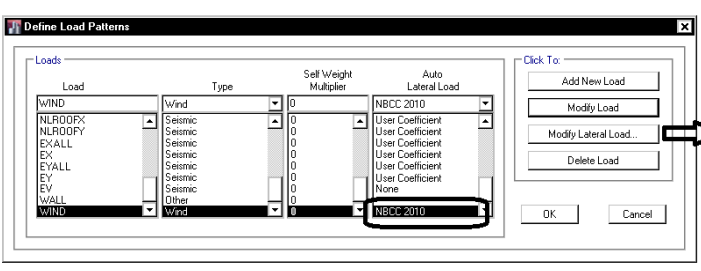 Define Load Patterns
Loads
Click To:
Load Type Self Weight Multiplier Auto Lateral Load
WIND Wind 0 NBCC 2010
NLROOFX Seismic 0 User Coefficient
NLROOFY Seismic 0 User Coefficient
EXALL Seismic 0 User Coefficient
EX Seismic 0 User Coefficient
EYALL Seismic 0 User Coefficient
EY Seismic 0 User Coefficient
EV Seismic 0 None
WALL Other 0
WIND Wind 0 NBCC 2010
Add New Load
Modify Load
Modify Lateral Load...
Delete Load
OK Cancel